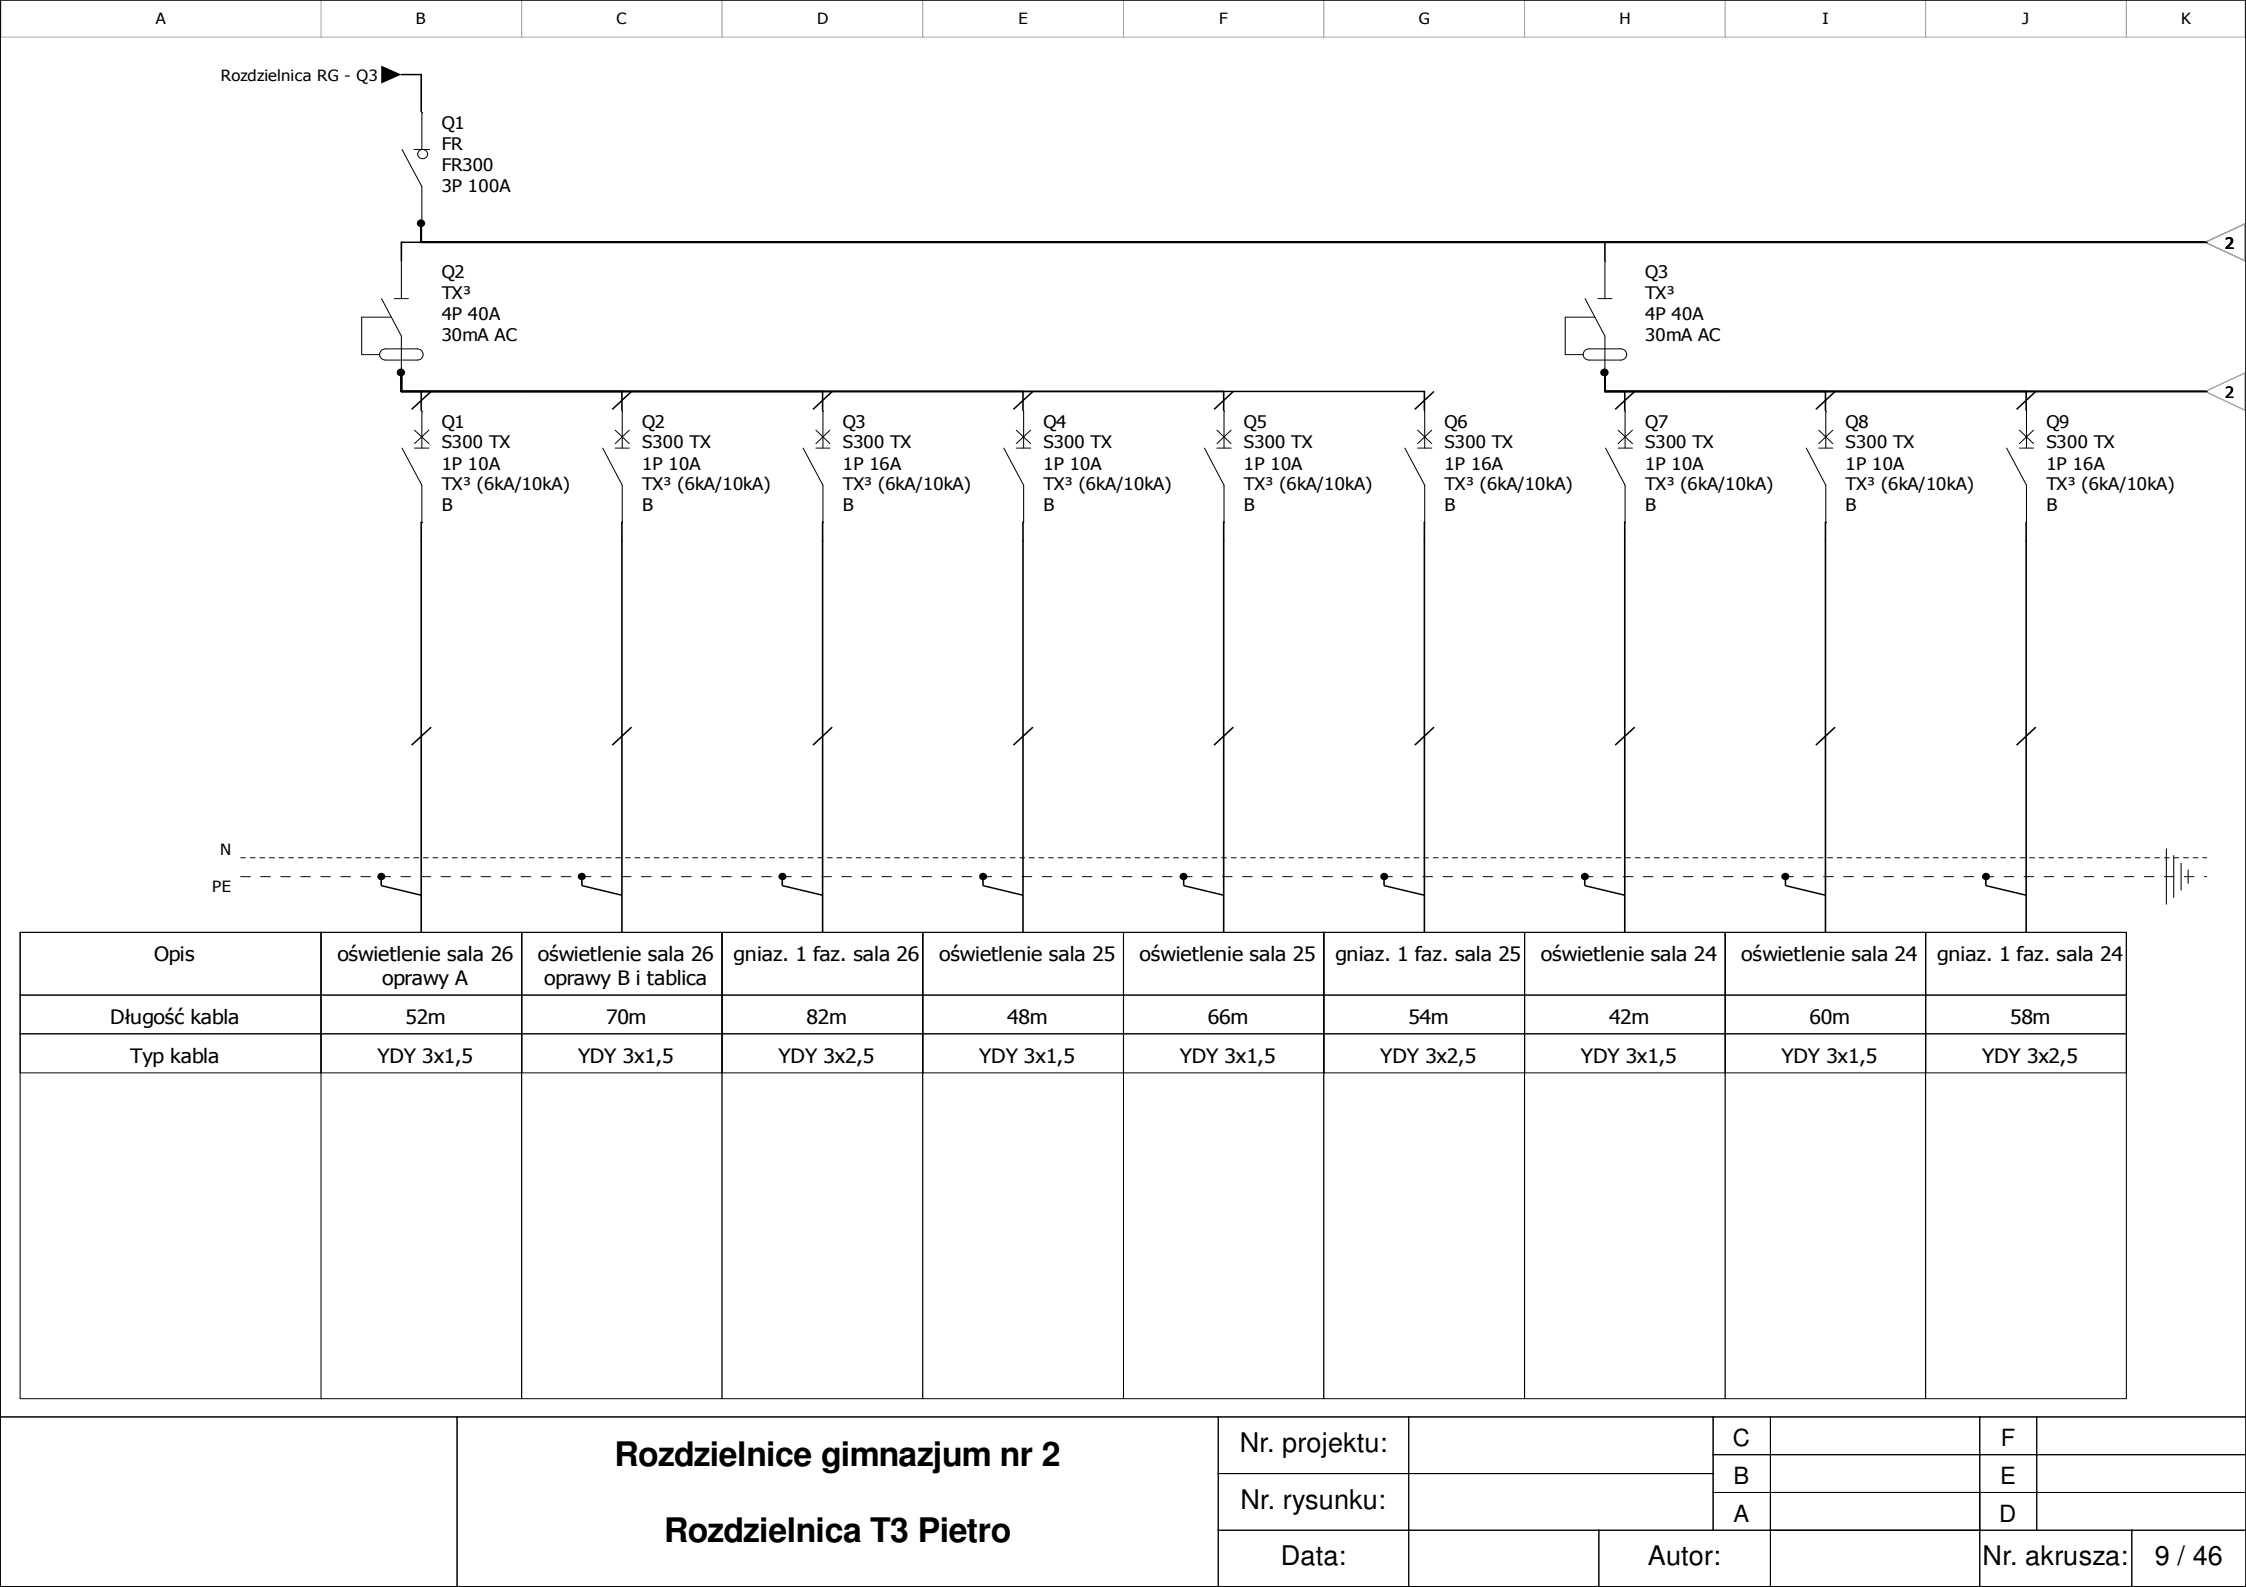 A B C D E F G H I J K
Rozdzielnica RG - Q3
Q1
FR
FR300
3P 100A
2
Q2
TX³
4P 40A
30mA AC
Q3
TX³
4P 40A
30mA AC
2
Q1
S300 TX
1P 10A
TX³ (6kA/10kA)
B
Q2
S300 TX
1P 10A
TX³ (6kA/10kA)
B
Q3
S300 TX
1P 16A
TX³ (6kA/10kA)
B
Q4
S300 TX
1P 10A
TX³ (6kA/10kA)
B
Q5
S300 TX
1P 10A
TX³ (6kA/10kA)
B
Q6
S300 TX
1P 16A
TX³ (6kA/10kA)
B
Q7
S300 TX
1P 10A
TX³ (6kA/10kA)
B
Q8
S300 TX
1P 10A
TX³ (6kA/10kA)
B
Q9
S300 TX
1P 16A
TX³ (6kA/10kA)
B
N
PE
Opis
oświetlenie sala 26
oprawy A
oświetlenie sala 26
oprawy B i tablica
gniaz. 1 faz. sala 26
oświetlenie sala 25
oświetlenie sala 25
gniaz. 1 faz. sala 25
oświetlenie sala 24
oświetlenie sala 24
gniaz. 1 faz. sala 24
Długość kabla 52m 70m 82m 48m 66m 54m 42m 60m 58m
Typ kabla YDY 3x1,5 YDY 3x1,5 YDY 3x2,5 YDY 3x1,5 YDY 3x1,5 YDY 3x2,5 YDY 3x1,5 YDY 3x1,5 YDY 3x2,5
Rozdzielnice gimnazjum nr 2
Rozdzielnica T3 Pietro
Nr. projektu:
Nr. rysunku:
Data:
Autor:
C F
B E
A D
Nr. akrusza: 9 / 46